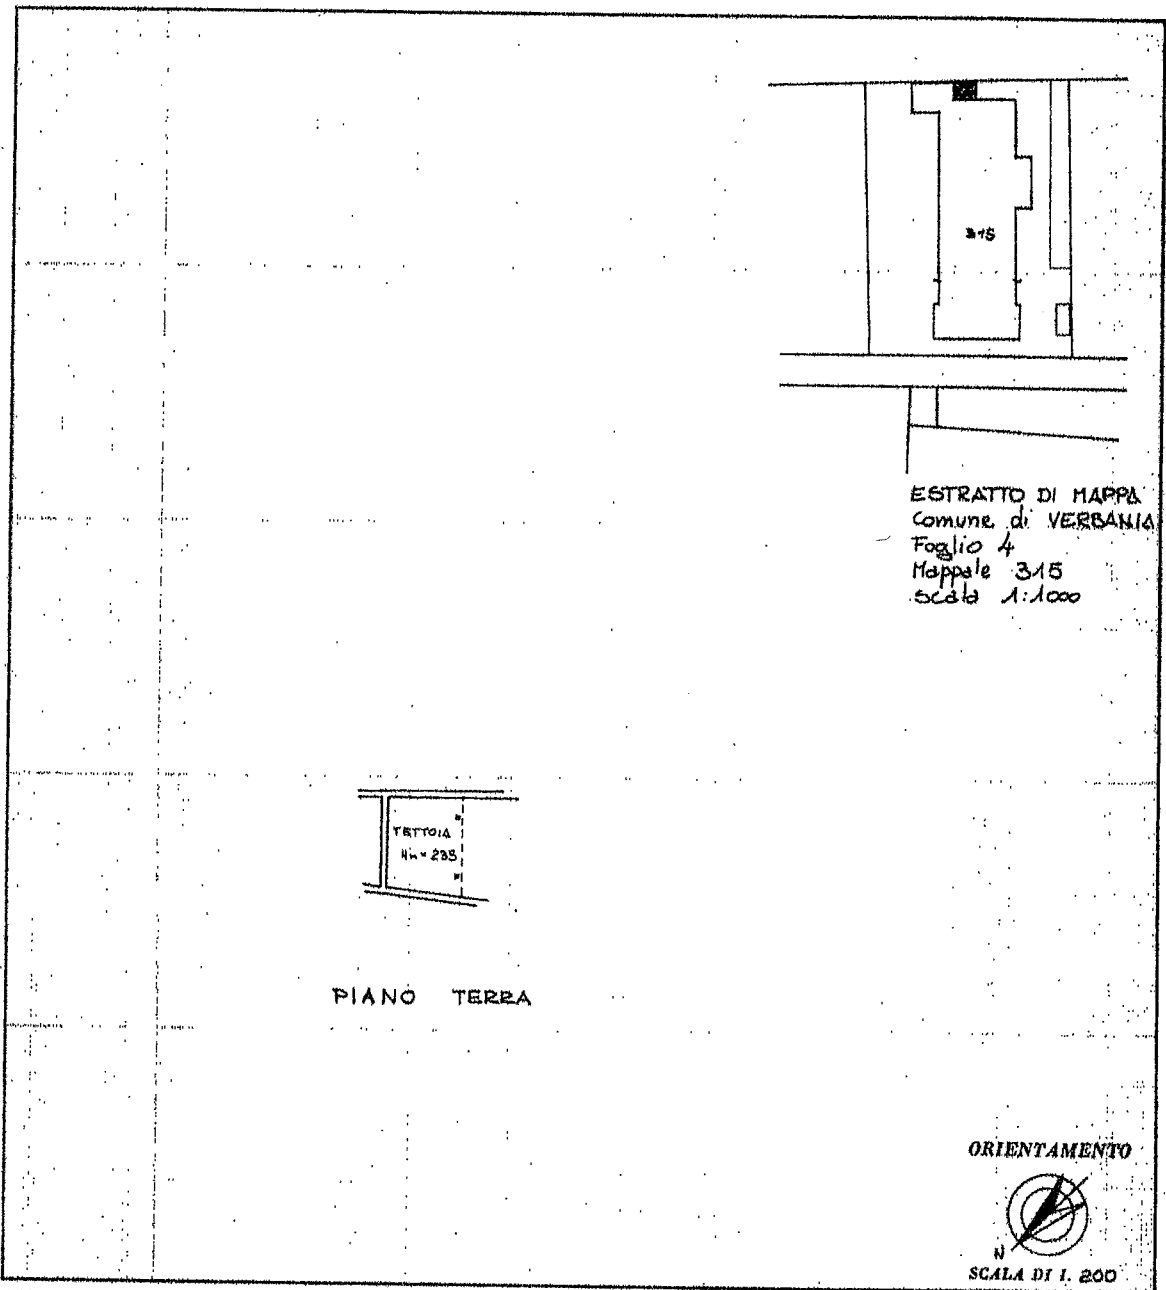 315
ESTRATTO DI MAPPA
Comune di VERBANIA
Foglio 4
Mappale 315
scala 1:1000
TETTOIA
Hm = 235
PIANO TERRA
ORIENTAMENTO
N
SCALA DI 1. 200